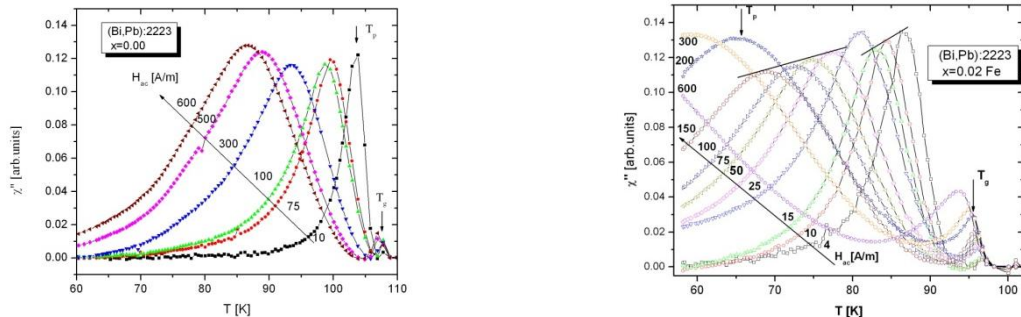 (Bi,Pb):2223
x=0.00
H_ac [A/m]
T_p
T_g
600
500
300
100
75
10
0.14
0.12
0.10
0.08
0.06
0.04
0.02
0.00
χ'' [arb.units]
60 70 80 90 100 110
T [K]
(Bi,Pb):2223
x=0.02 Fe
T_p
T_g
300
200
600
150
100
75
50
25
15
10
4
H_ac [A/m]
0.14
0.12
0.10
0.08
0.06
0.04
0.02
0.00
χ'' [arb.units]
60 70 80 90 100
T [K]